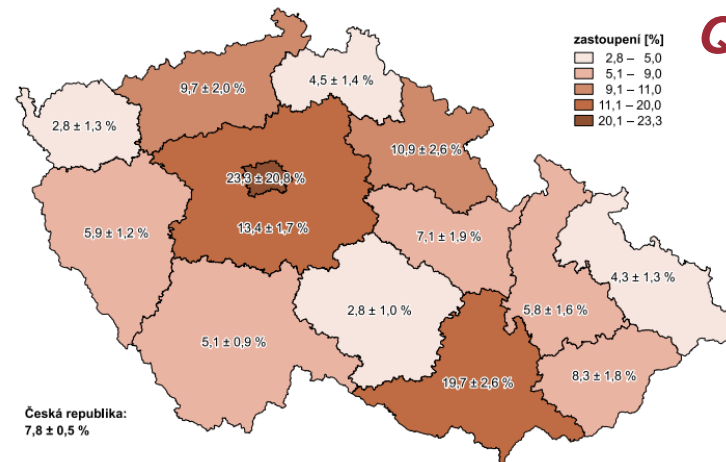 Q
zastoupení [%]
2,8 – 5,0
5,1 – 9,0
9,1 – 11,0
11,1 – 20,0
20,1 – 23,3
9,7 ± 2,0 %
4,5 ± 1,4 %
2,8 ± 1,3 %
10,9 ± 2,6 %
23,3 ± 20,8 %
13,4 ± 1,7 %
5,9 ± 1,2 %
7,1 ± 1,9 %
4,3 ± 1,3 %
2,8 ± 1,0 %
5,8 ± 1,6 %
5,1 ± 0,9 %
8,3 ± 1,8 %
19,7 ± 2,6 %
Česká republika:
7,8 ± 0,5 %